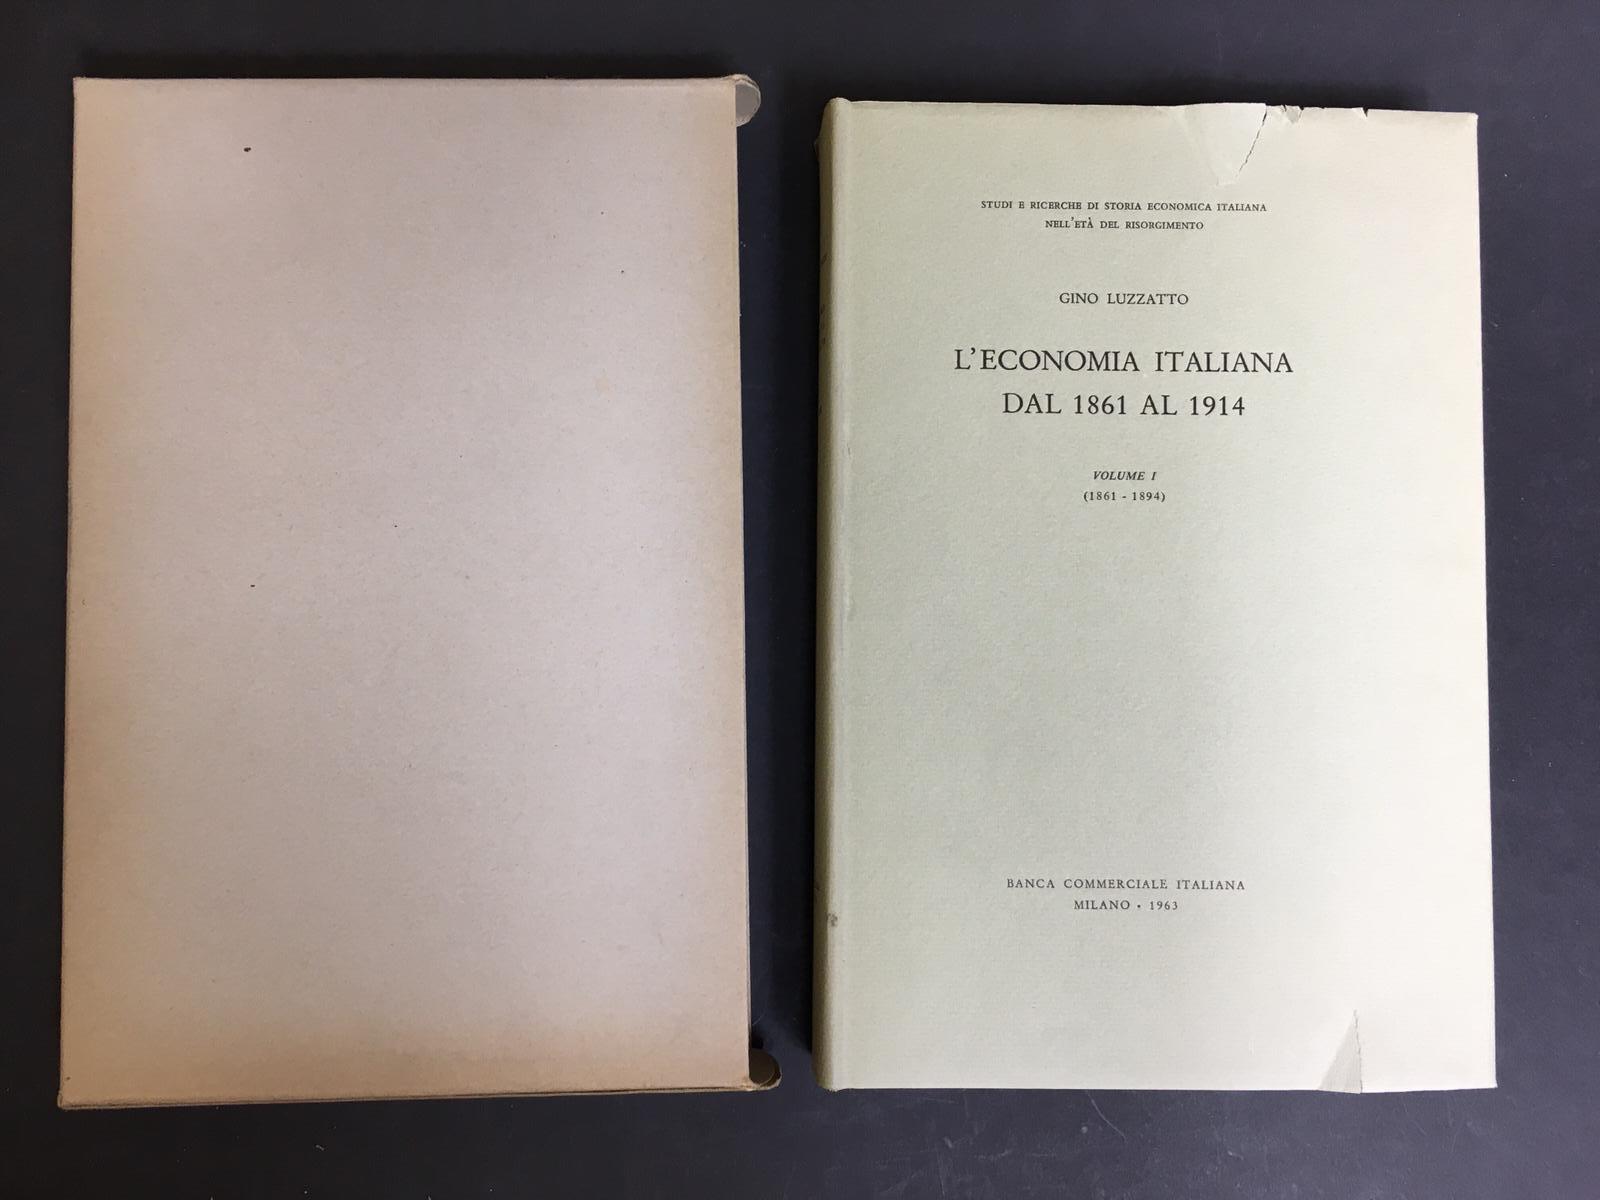 STUDI E RICERCHE DI STORIA ECONOMICA ITALIANA
NELL'ETÀ DEL RISORGIMENTO
GINO LUZZATTO
L'ECONOMIA ITALIANA
DAL 1861 AL 1914
VOLUME I
(1861 - 1894)
BANCA COMMERCIALE ITALIANA
MILANO • 1963